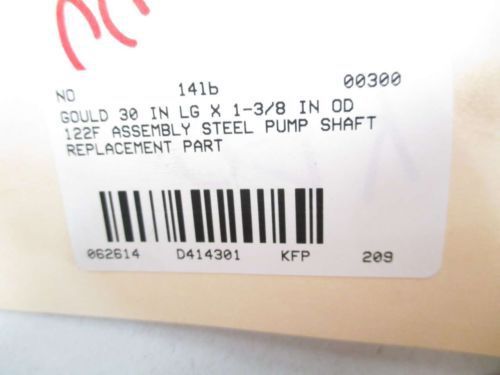 NO 14lb 00300
GOULD 30 IN LG X 1-3/8 IN OD
122F ASSEMBLY STEEL PUMP SHAFT
REPLACEMENT PART
062614 D414301 KFP 209